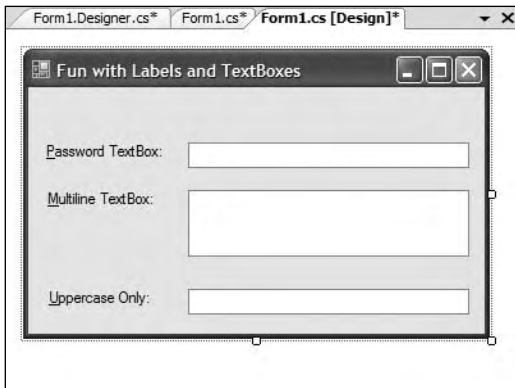 Form1.Designer.cs* Form1.cs* Form1.cs [Design]*
Fun with Labels and TextBoxes
Password TextBox:
Multiline TextBox:
Uppercase Only: